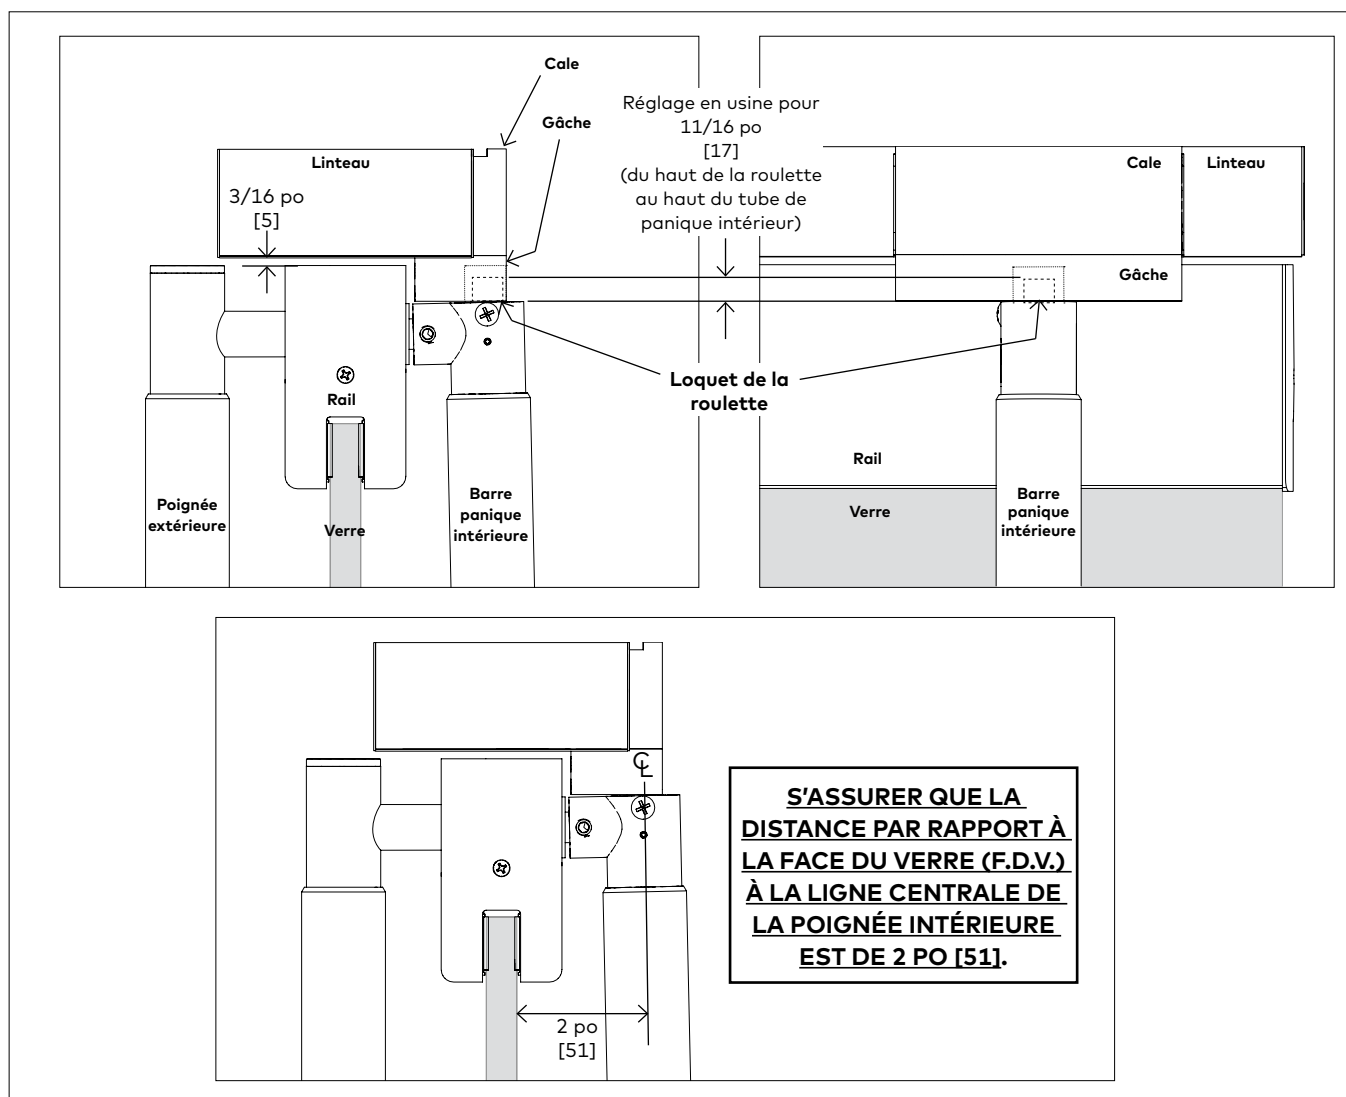 Cale
Gâche
Linteau
3/16 po
[5]
Réglage en usine pour
11/16 po
[17]
(du haut de la roulette
au haut du tube de
panique intérieur)
Cale
Linteau
Gâche
Loquet de la
roulette
Rail
Poignée
extérieure
Verre
Barre
panique
intérieure
Rail
Verre
Barre
panique
intérieure
℄
2 po
[51]
S'ASSURER QUE LA
DISTANCE PAR RAPPORT À
LA FACE DU VERRE (F.D.V.)
À LA LIGNE CENTRALE DE
LA POIGNÉE INTÉRIEURE
EST DE 2 PO [51].